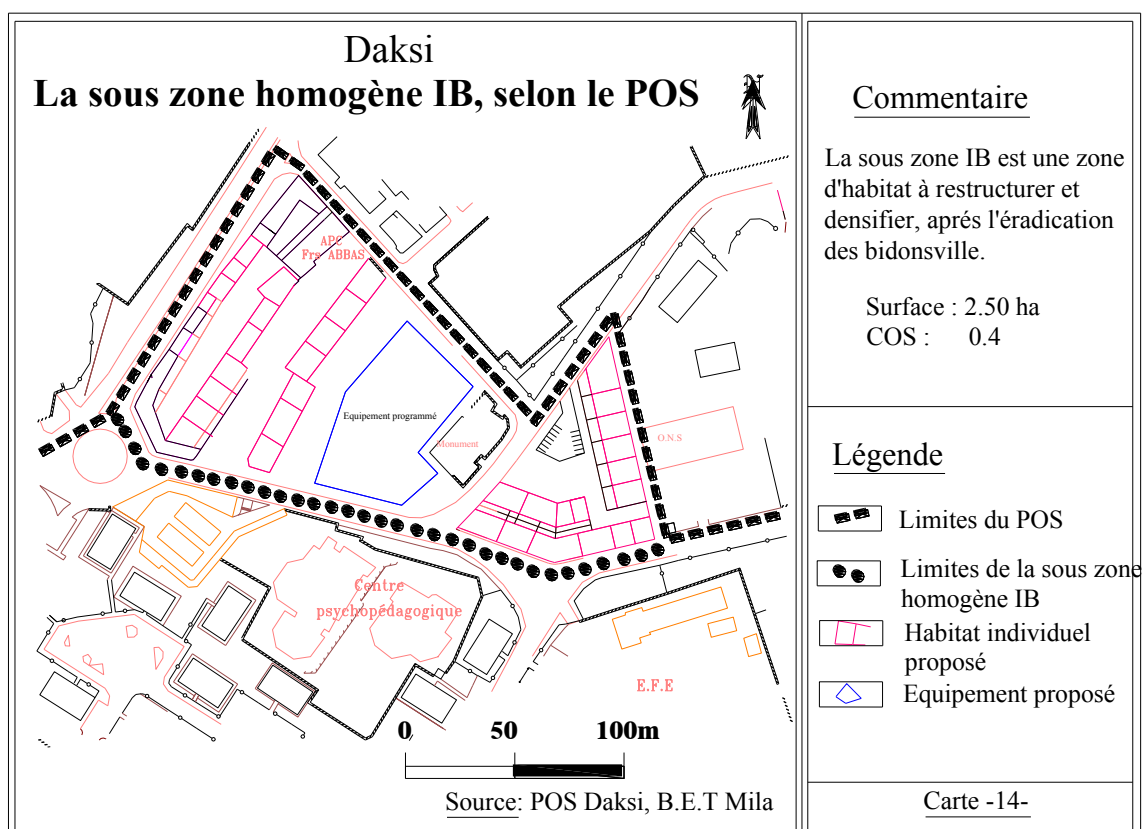 Daksi
La sous zone homogène IB, selon le POS
APC
Frs ABBAS
Equipement programmé
Monument
O.N.S
Centre
psychopédagogique
E.F.E
0 50 100m
Source: POS Daksi, B.E.T Mila
Commentaire
La sous zone IB est une zone
d'habitat à restructurer et
densifier, aprés l'éradication
des bidonsville.
Surface : 2.50 ha
COS : 0.4
Légende
Limites du POS
Limites de la sous zone
homogène IB
Habitat individuel
proposé
Equipement proposé
Carte -14-